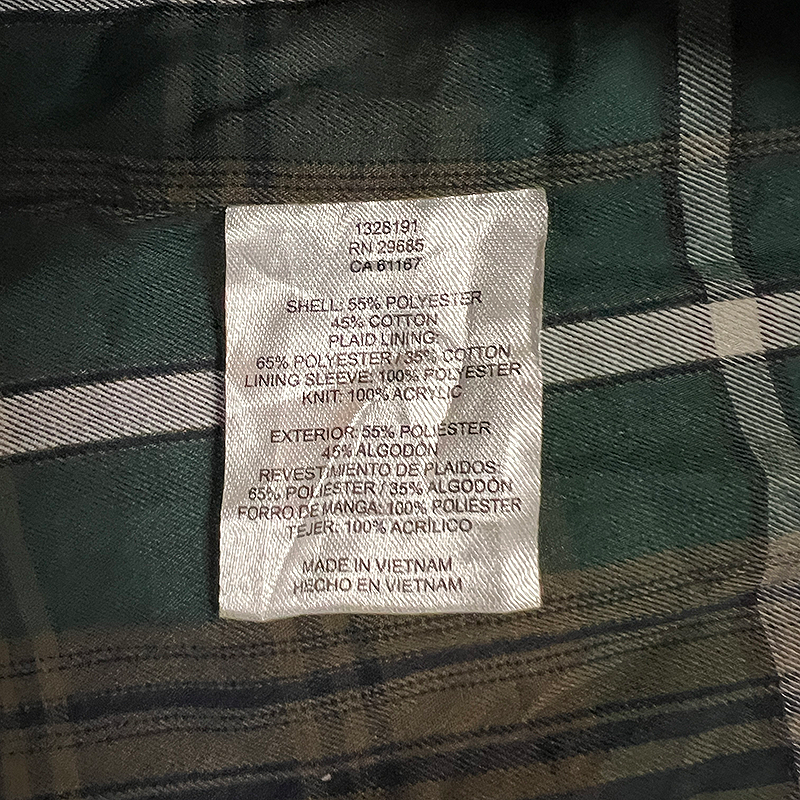 1328191
RN 29685
CA 61167
SHELL: 55% POLYESTER
45% COTTON
PLAID LINING:
65% POLYESTER / 35% COTTON
LINING SLEEVE: 100% POLYESTER
KNIT: 100% ACRYLIC
EXTERIOR: 55% POLIESTER
45% ALGODON
REVESTIMIENTO DE PLAIDOS:
65% POLIESTER / 35% ALGODON
FORRO DE MANGA: 100% POLIESTER
TEJER: 100% ACRÍLICO
MADE IN VIETNAM
HECHO EN VIETNAM